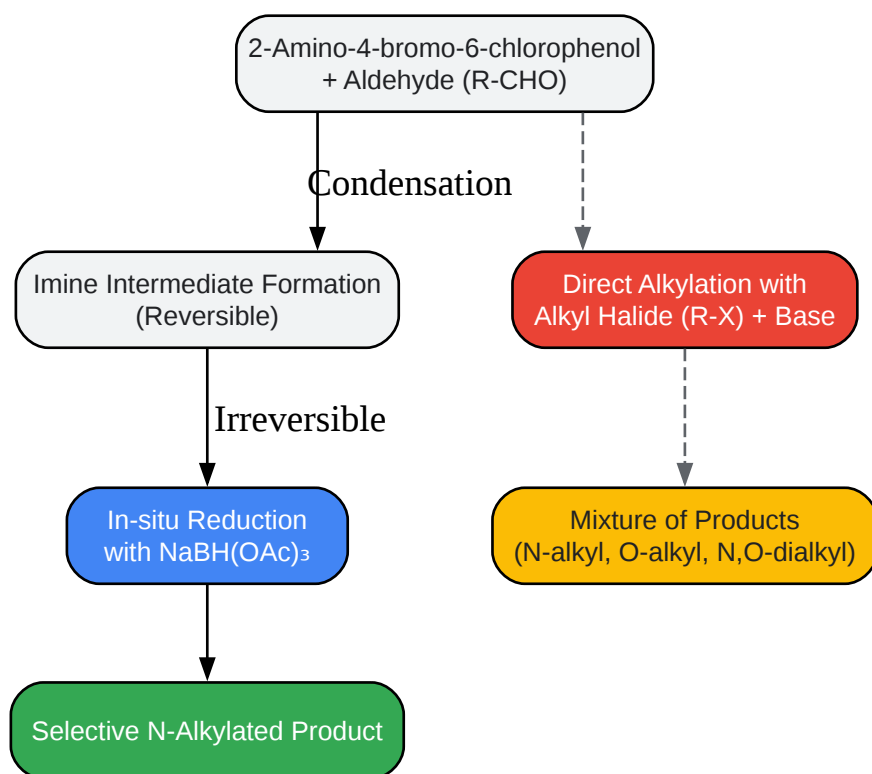 2-Amino-4-bromo-6-chlorophenol
+ Aldehyde (R-CHO)
Condensation
Imine Intermediate Formation
(Reversible)
Direct Alkylation with
Alkyl Halide (R-X) + Base
Irreversible
In-situ Reduction
with NaBH(OAc)₃
Mixture of Products
(N-alkyl, O-alkyl, N,O-dialkyl)
Selective N-Alkylated Product